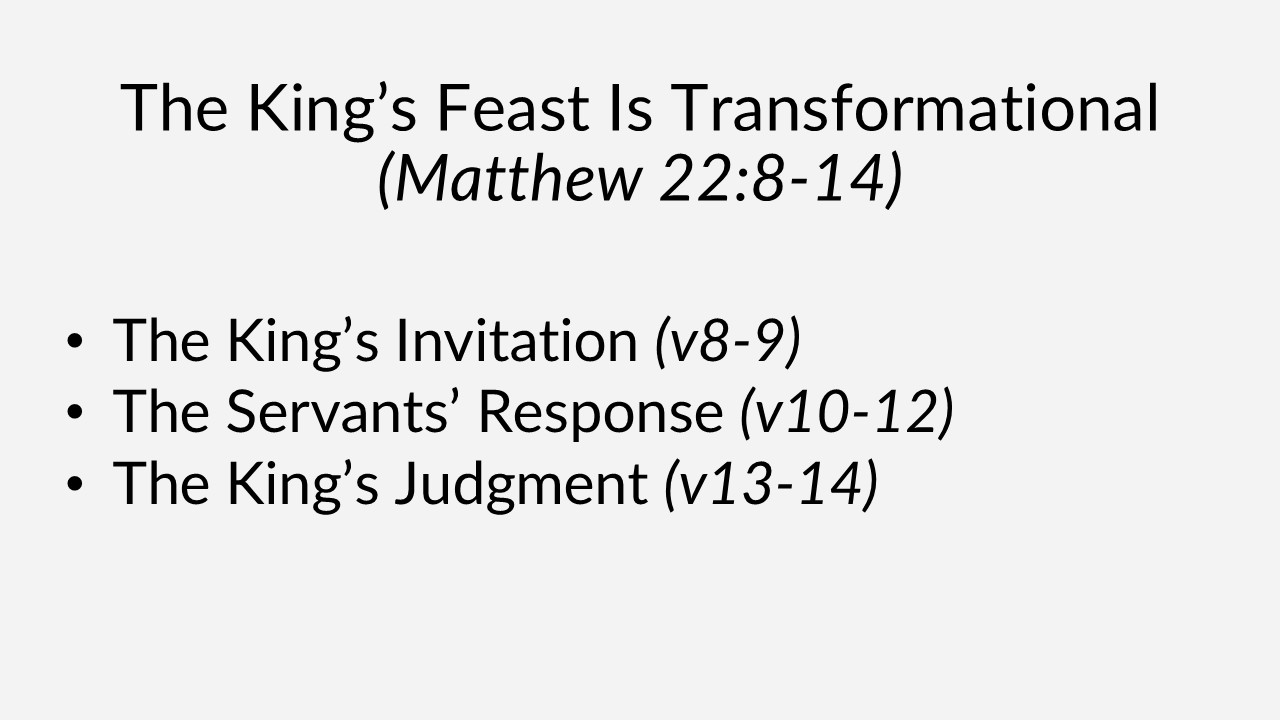 The King’s Feast Is Transformational
(Matthew 22:8-14)
• The King’s Invitation (v8-9)
• The Servants’ Response (v10-12)
• The King’s Judgment (v13-14)